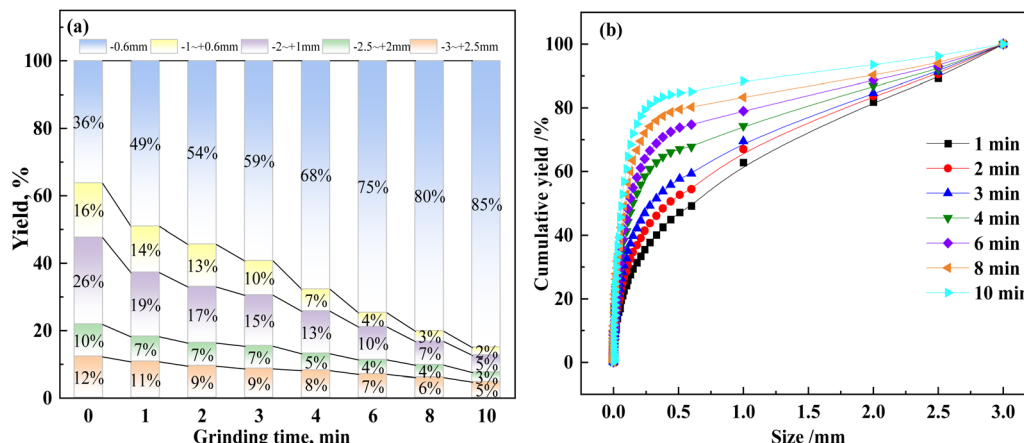 (a)
-0.6mm -1~+0.6mm -2~+1mm -2.5~+2mm -3~+2.5mm
100
80
60
40
20
0
Yield, %
36% 49% 54% 59% 68% 75% 80% 85%
16% 14% 13% 10% 7% 4% 3% 2%
26% 19% 17% 15% 13% 10% 7% 5%
10% 7% 7% 7% 5% 4% 4% 3%
12% 11% 9% 9% 8% 7% 6% 5%
0 1 2 3 4 6 8 10
Grinding time, min
(b)
100
80
60
40
20
0
Cumulative yield /%
1 min
2 min
3 min
4 min
6 min
8 min
10 min
0.0 0.5 1.0 2.0 2.5 3.0
Size /mm